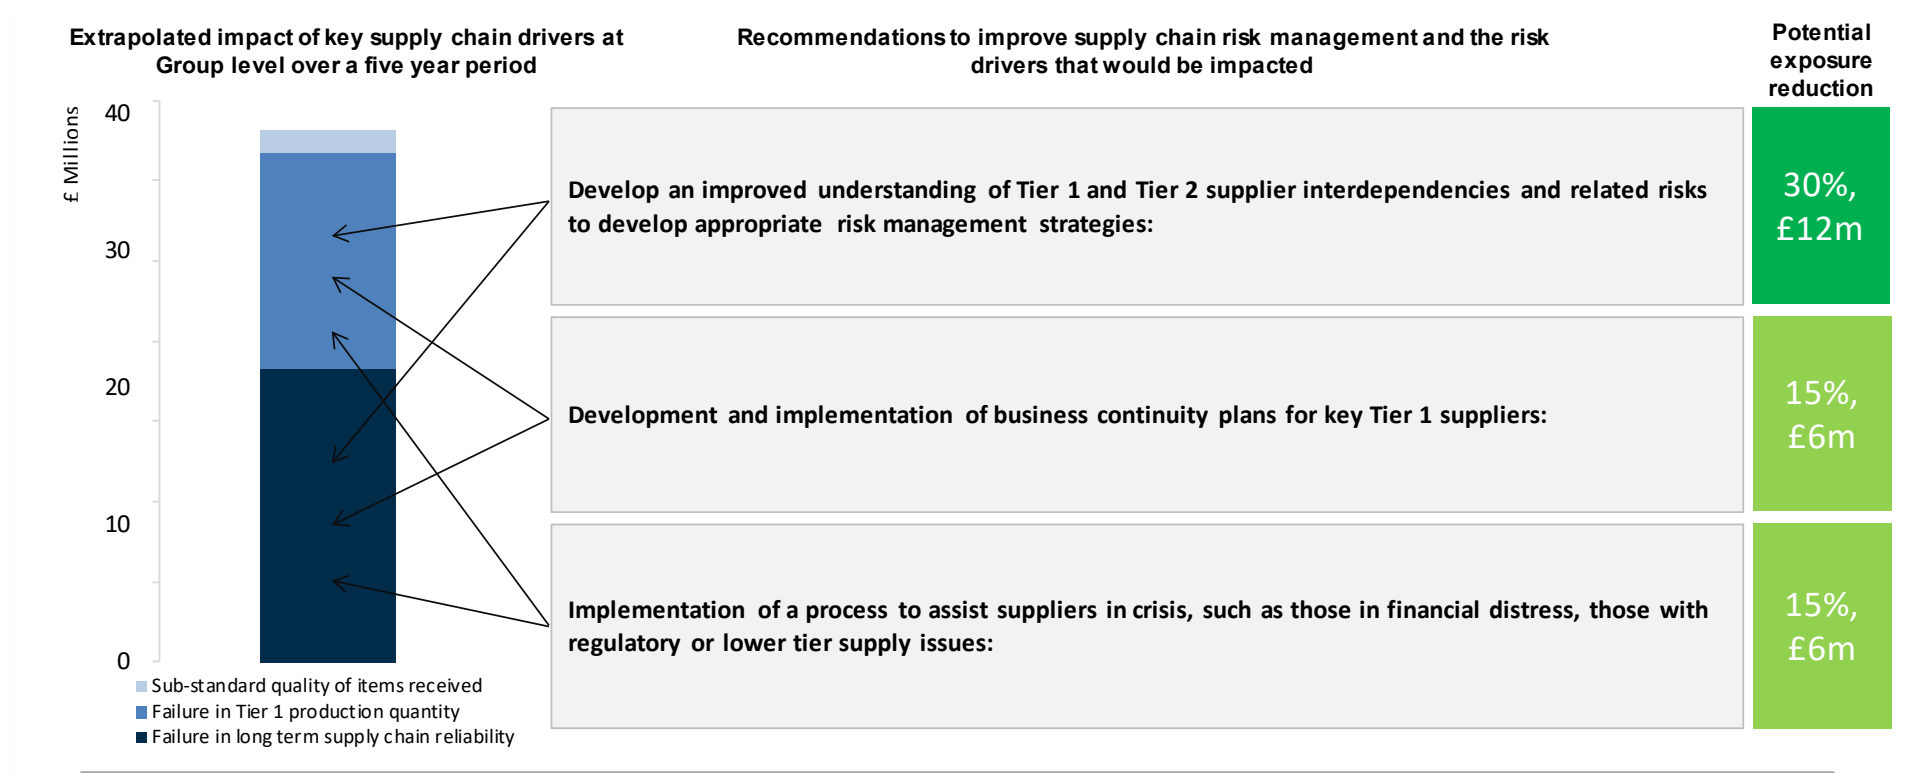 Extrapolated impact of key supply chain drivers at
Group level over a five year period
Recommendations to improve supply chain risk management and the risk
drivers that would be impacted
Potential
exposure
reduction
£ Millions
40
30
20
10
0
Sub-standard quality of items received
Failure in Tier 1 production quantity
Failure in long term supply chain reliability
Develop an improved understanding of Tier 1 and Tier 2 supplier interdependencies and related risks
to develop appropriate risk management strategies:
30%,
£12m
Development and implementation of business continuity plans for key Tier 1 suppliers:
15%,
£6m
Implementation of a process to assist suppliers in crisis, such as those in financial distress, those with
regulatory or lower tier supply issues:
15%,
£6m